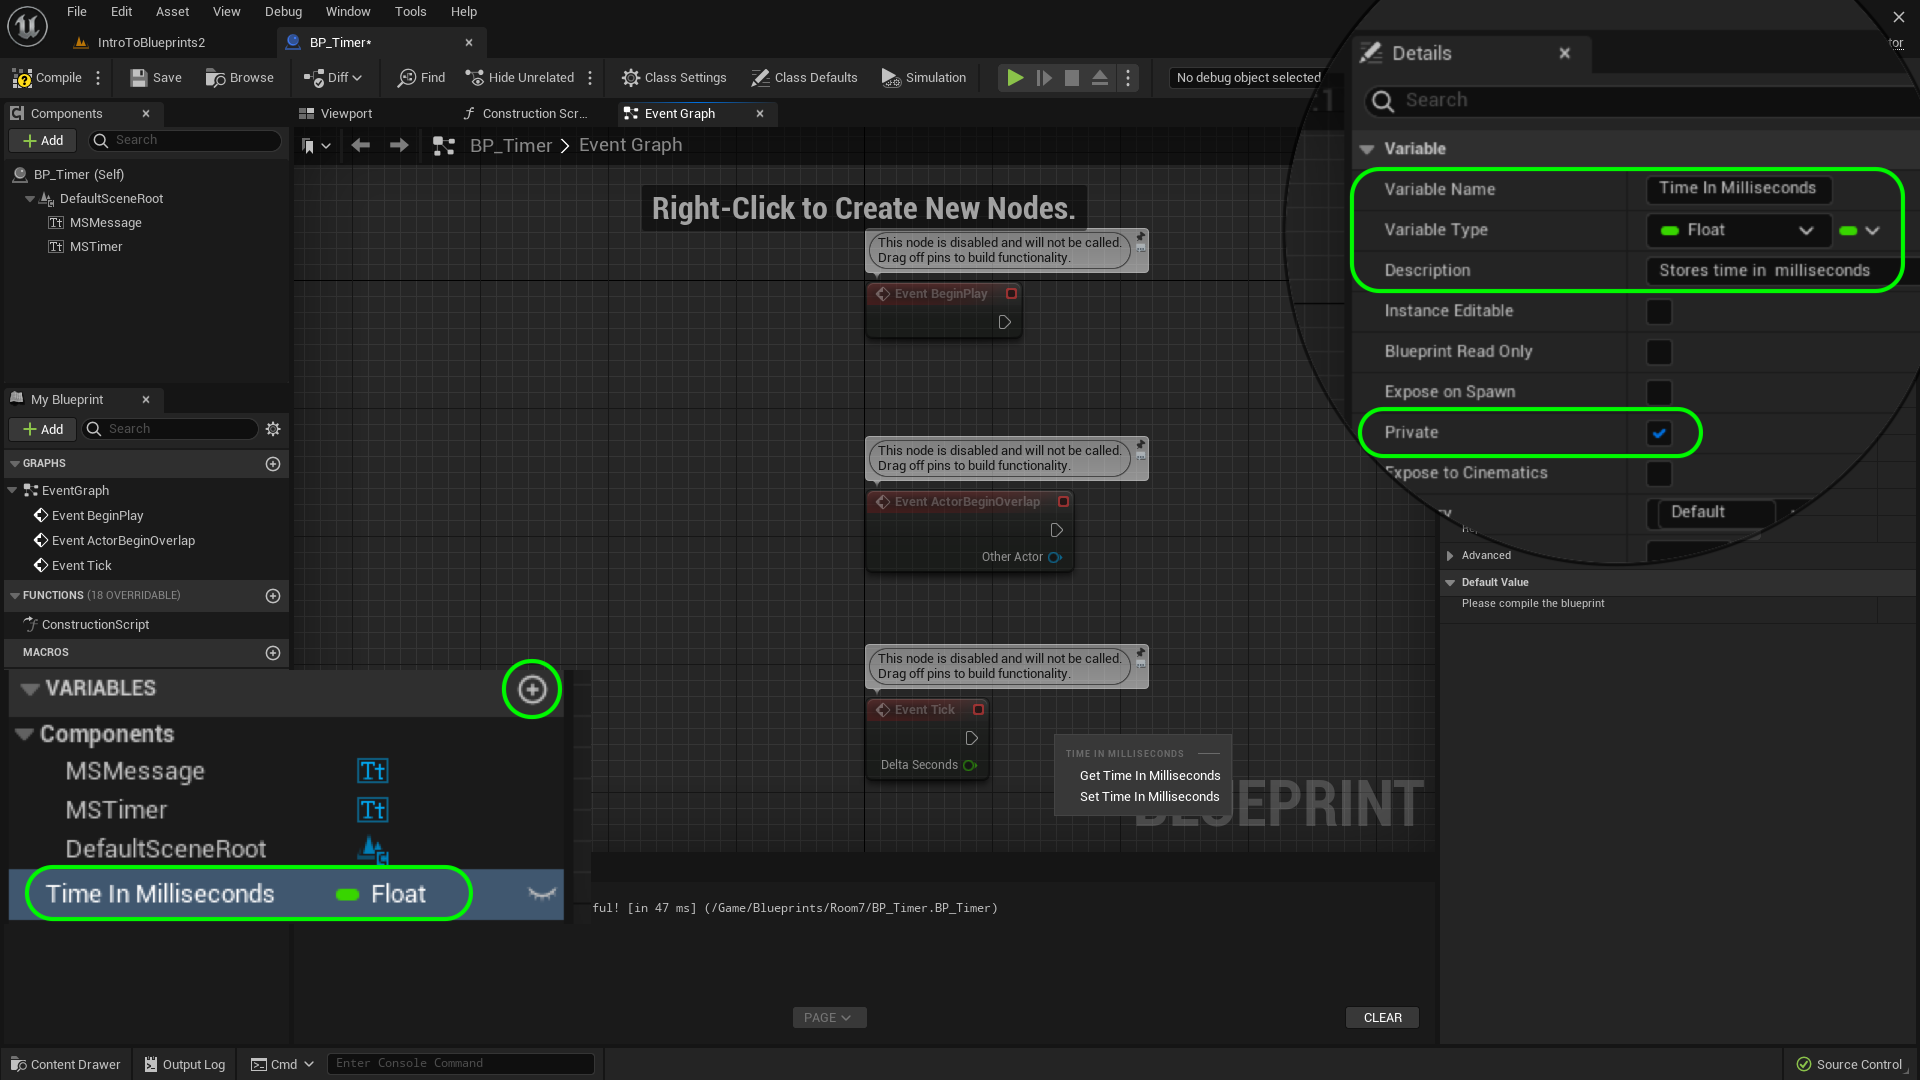 File Edit Asset View Debug Window Tools Help
IntroToBlueprints2
BP_Timer*
Compile Save Browse Diff Find Hide Unrelated Class Settings Class Defaults Simulation No debug object selected
Components
Add Search
BP_Timer (Self)
DefaultSceneRoot
MSMessage
MSTimer
My Blueprint
Add Search
GRAPHS
EventGraph
Event BeginPlay
Event ActorBeginOverlap
Event Tick
FUNCTIONS (18 OVERRIDABLE)
ConstructionScript
MACROS
VARIABLES
Components
MSMessage Tt
MSTimer Tt
DefaultSceneRoot
Time In Milliseconds Float
Viewport Construction Scr... Event Graph
BP_Timer > Event Graph
Right-Click to Create New Nodes.
This node is disabled and will not be called.
Drag off pins to build functionality.
Event BeginPlay
This node is disabled and will not be called.
Drag off pins to build functionality.
Event ActorBeginOverlap
Other Actor
This node is disabled and will not be called.
Drag off pins to build functionality.
Event Tick
Delta Seconds
TIME IN MILLISECONDS
Get Time In Milliseconds
Set Time In Milliseconds
EPRINT
ful! [in 47 ms] (/Game/Blueprints/Room7/BP_Timer.BP_Timer)
PAGE
CLEAR
Details
Search
Variable
Variable Name Time In Milliseconds
Variable Type Float
Description Stores time in milliseconds
Instance Editable
Blueprint Read Only
Expose on Spawn
Private
Expose to Cinematics
Default
Advanced
Default Value
Please compile the blueprint
Content Drawer Output Log Cmd Enter Console Command Source Control